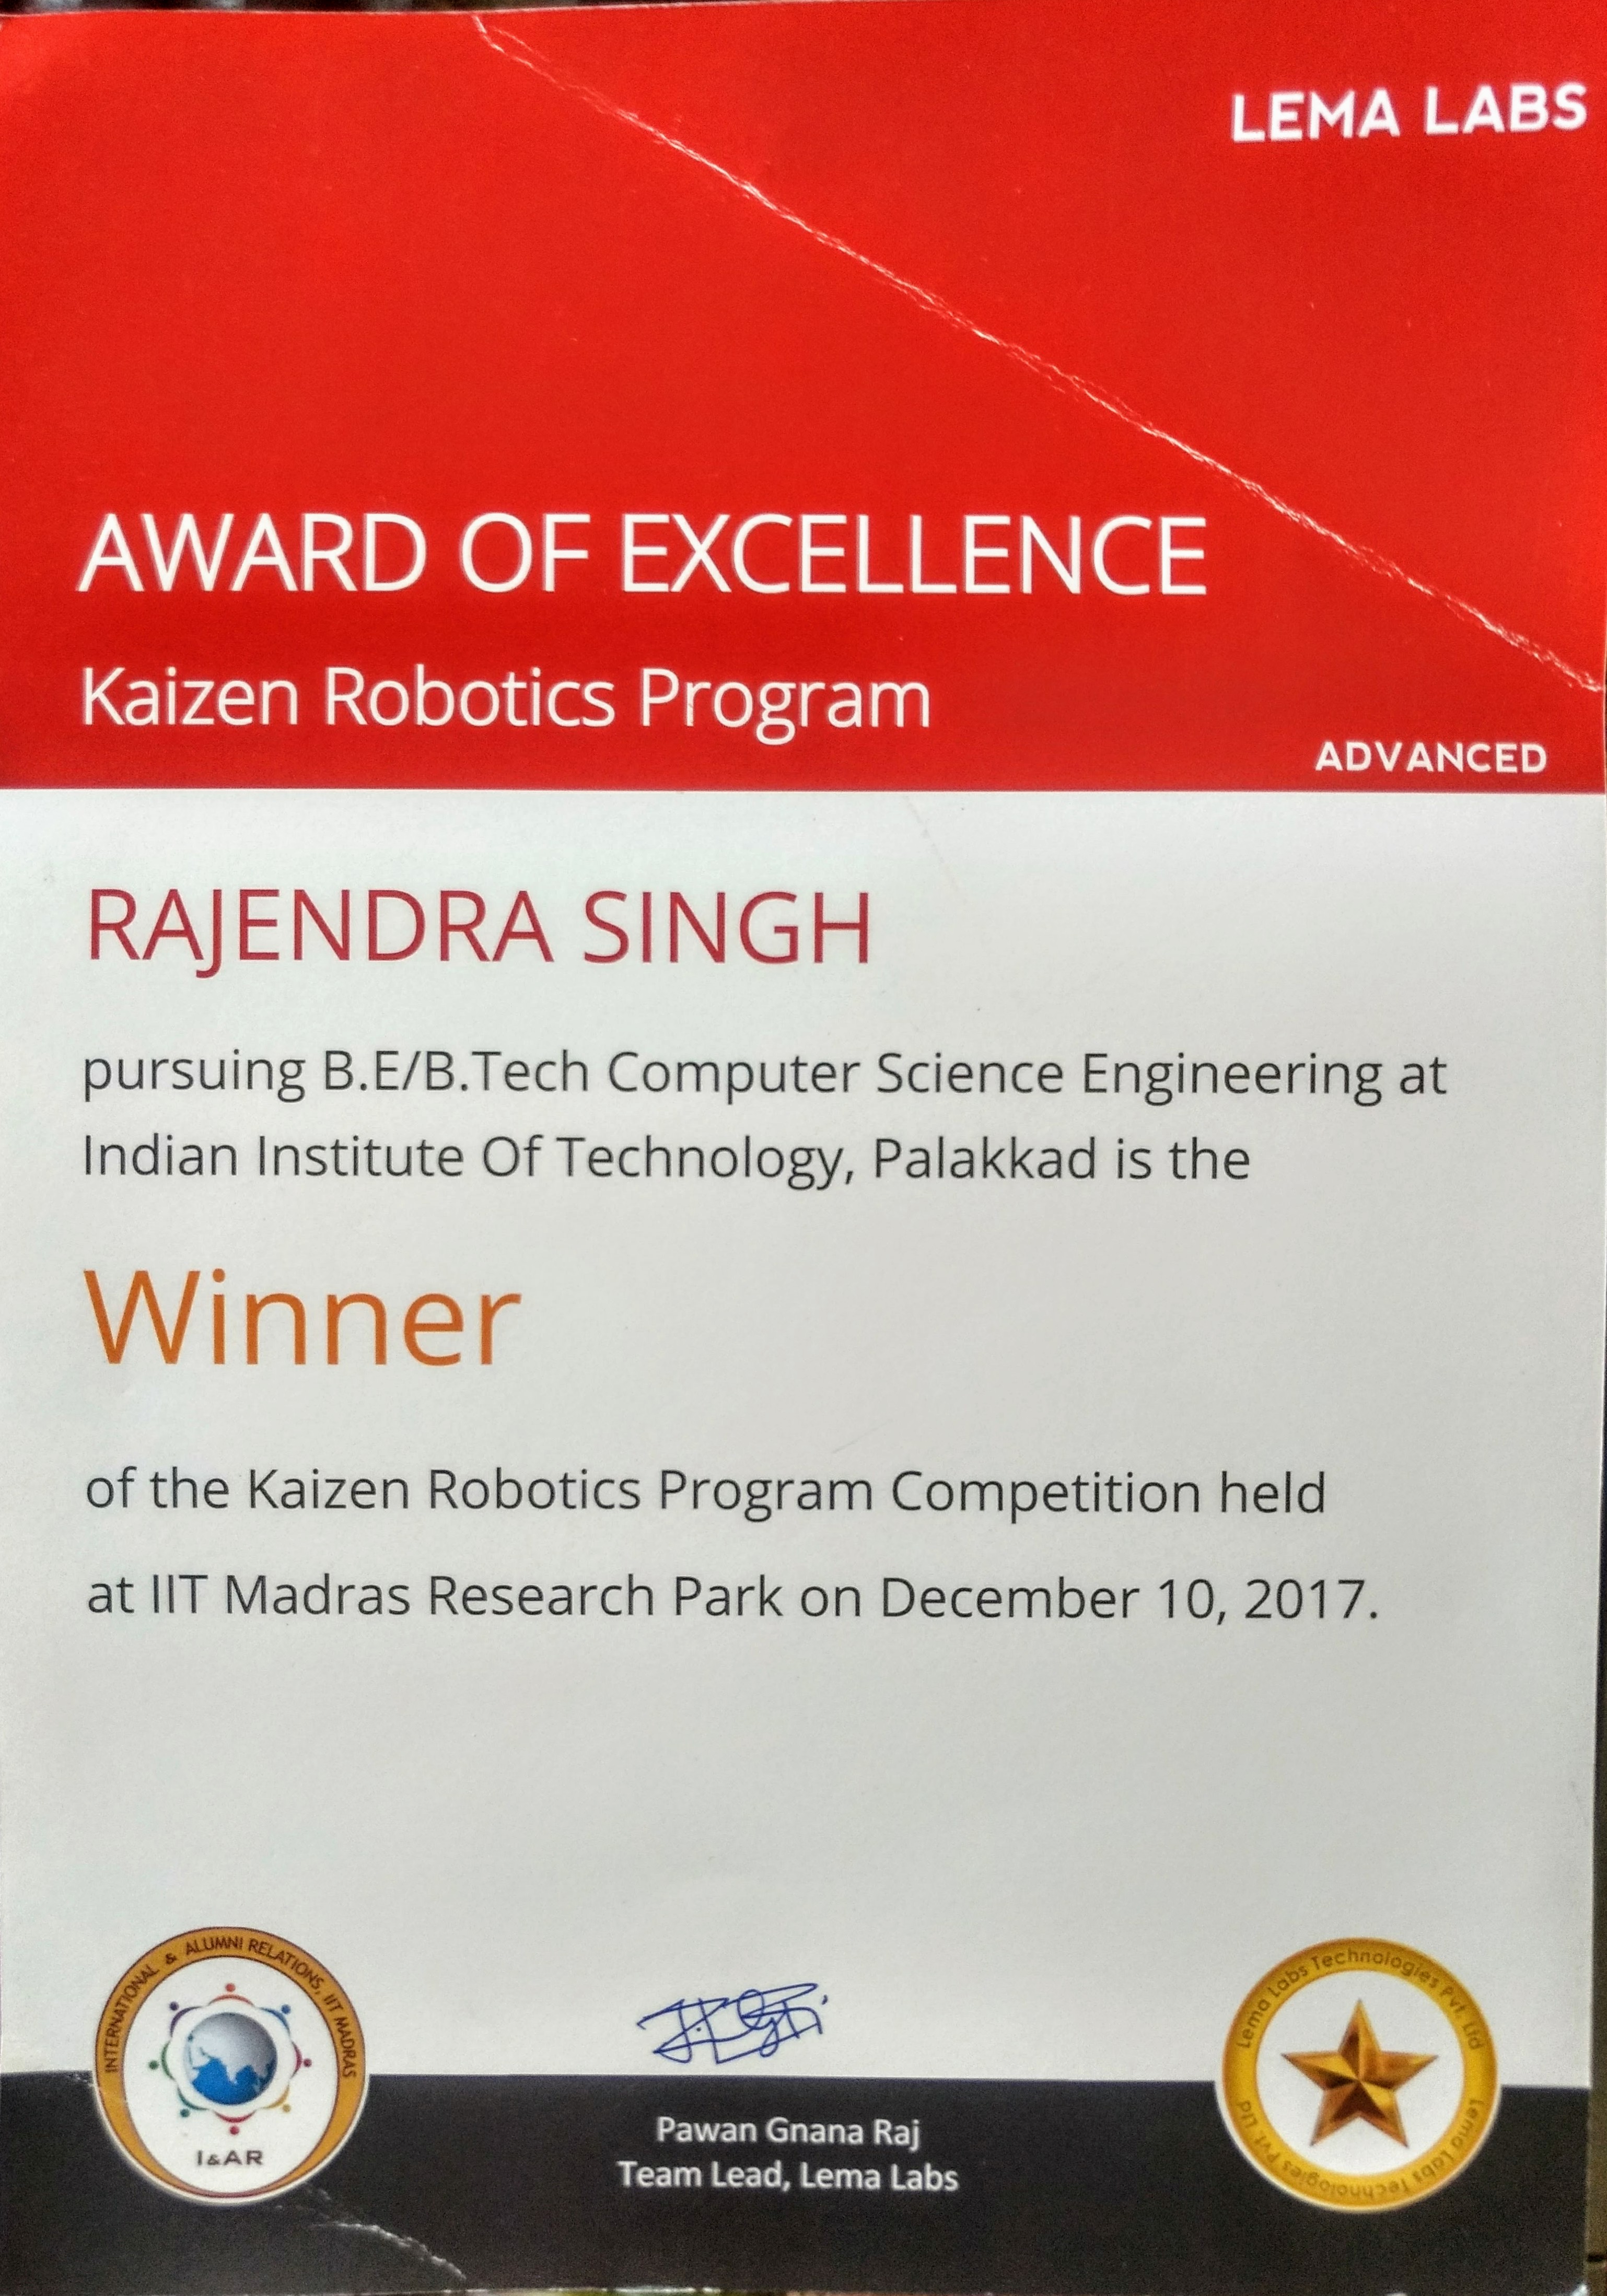 LEMA LABS
AWARD OF EXCELLENCE
Kaizen Robotics Program
ADVANCED
RAJENDRA SINGH
pursuing B.E/B.Tech Computer Science Engineering at
Indian Institute Of Technology, Palakkad is the
Winner
of the Kaizen Robotics Program Competition held
at IIT Madras Research Park on December 10, 2017.
INTERNATIONAL & ALUMNI RELATIONS, IIT MADRAS
I&AR
Pawan Gnana Raj
Team Lead, Lema Labs
Lema Labs Technologies Pvt. Ltd
Lema Labs Technologies Pvt. Ltd